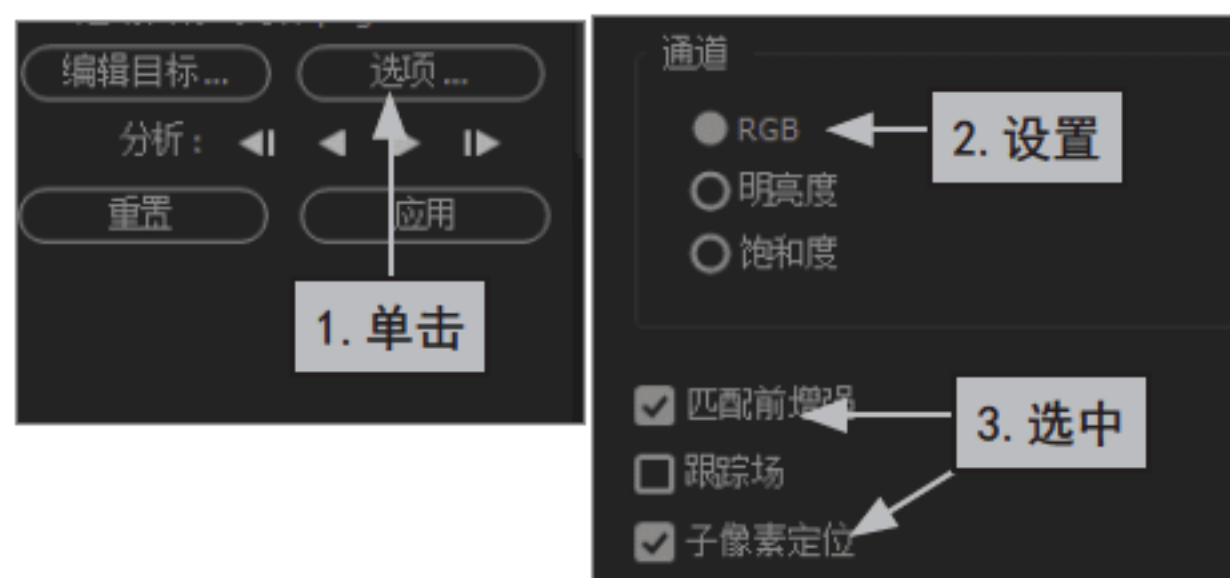 编辑目标...
选项...
分析：
重置
应用
1. 单击
通道
RGB
2. 设置
明亮度
饱和度
匹配前增强
3. 选中
跟踪场
子像素定位